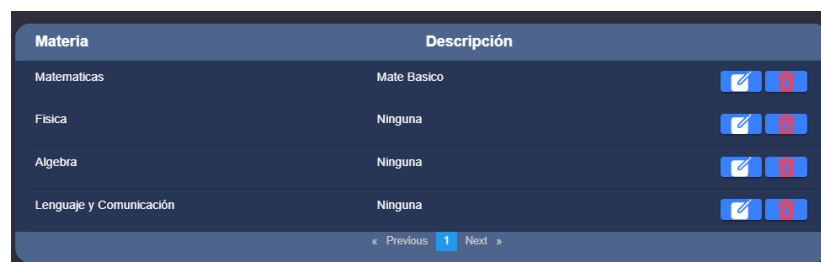 Materia Descripción
Matematicas Mate Basico
Fisica Ninguna
Algebra Ninguna
Lenguaje y Comunicación Ninguna
« Previous 1 Next »